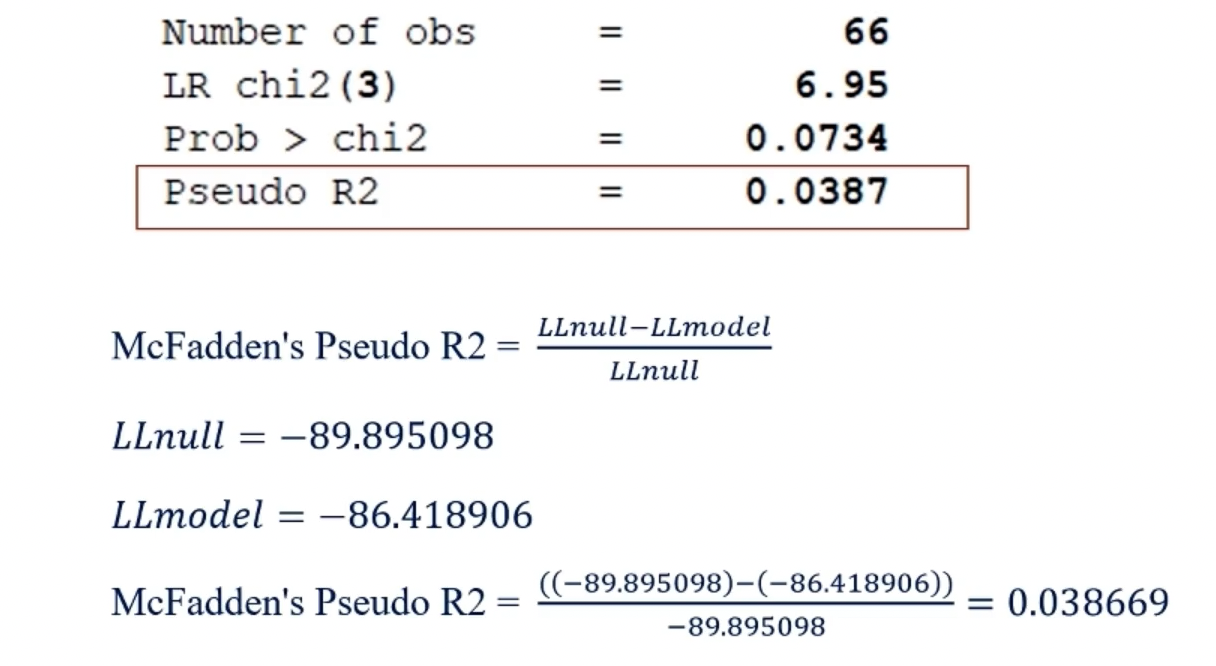 Number of obs = 66
LR chi2(3) = 6.95
Prob > chi2 = 0.0734
Pseudo R2 = 0.0387
McFadden's Pseudo R2 = LLnull−LLmodel / LLnull
LLnull = −89.895098
LLmodel = −86.418906
McFadden's Pseudo R2 = ((−89.895098)−(−86.418906)) / −89.895098 = 0.038669